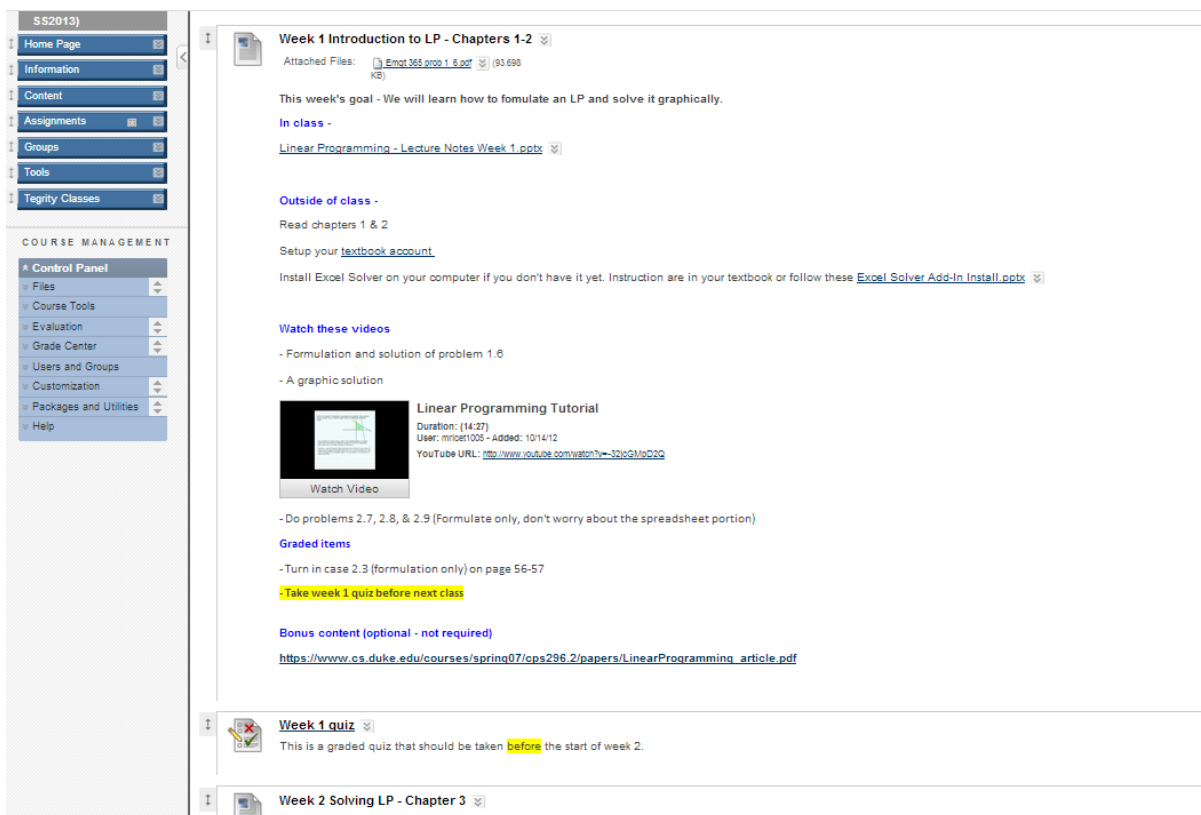 SS2013)
Home Page
Information
Content
Assignments
Groups
Tools
Tegrity Classes
COURSE MANAGEMENT
Control Panel
Files
Course Tools
Evaluation
Grade Center
Users and Groups
Customization
Packages and Utilities
Help
Week 1 Introduction to LP - Chapters 1-2
Attached Files: Emgt 365 prob 1_6.pdf (93.698
KB)
This week's goal - We will learn how to fomulate an LP and solve it graphically.
In class -
Linear Programming - Lecture Notes Week 1.pptx
Outside of class -
Read chapters 1 & 2
Setup your textbook account
Install Excel Solver on your computer if you don't have it yet. Instruction are in your textbook or follow these Excel Solver Add-In Install.pptx
Watch these videos
- Formulation and solution of problem 1.6
- A graphic solution
Linear Programming Tutorial
Duration: (14:27)
User: mricet1005 - Added: 10/14/12
YouTube URL: http://www.youtube.com/watch?v=-32joGMpD2Q
Watch Video
- Do problems 2.7, 2.8, & 2.9 (Formulate only, don't worry about the spreadsheet portion)
Graded items
- Turn in case 2.3 (formulation only) on page 56-57
- Take week 1 quiz before next class
Bonus content (optional - not required)
https://www.cs.duke.edu/courses/spring07/cps296.2/papers/LinearProgramming_article.pdf
Week 1 quiz
This is a graded quiz that should be taken before the start of week 2.
Week 2 Solving LP - Chapter 3